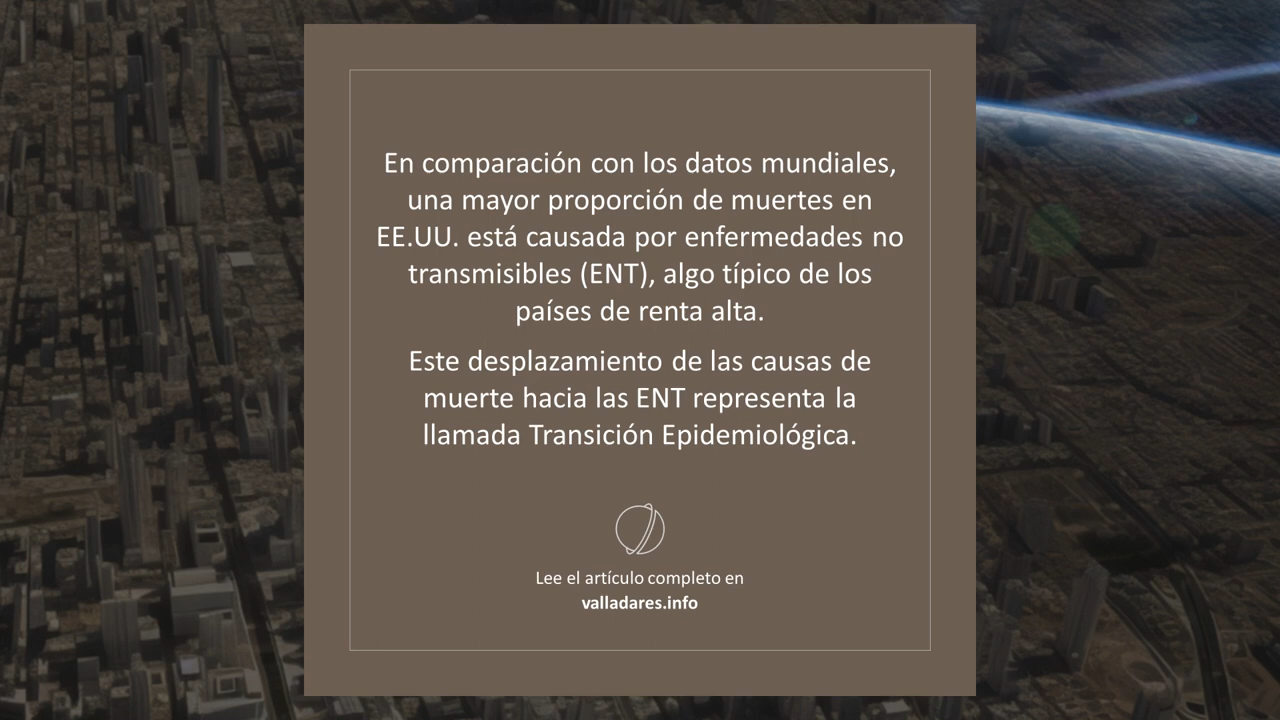 En comparación con los datos mundiales,
una mayor proporción de muertes en
EE.UU. está causada por enfermedades no
transmisibles (ENT), algo típico de los
países de renta alta.
Este desplazamiento de las causas de
muerte hacia las ENT representa la
llamada Transición Epidemiológica.
Lee el artículo completo en
valladares.info